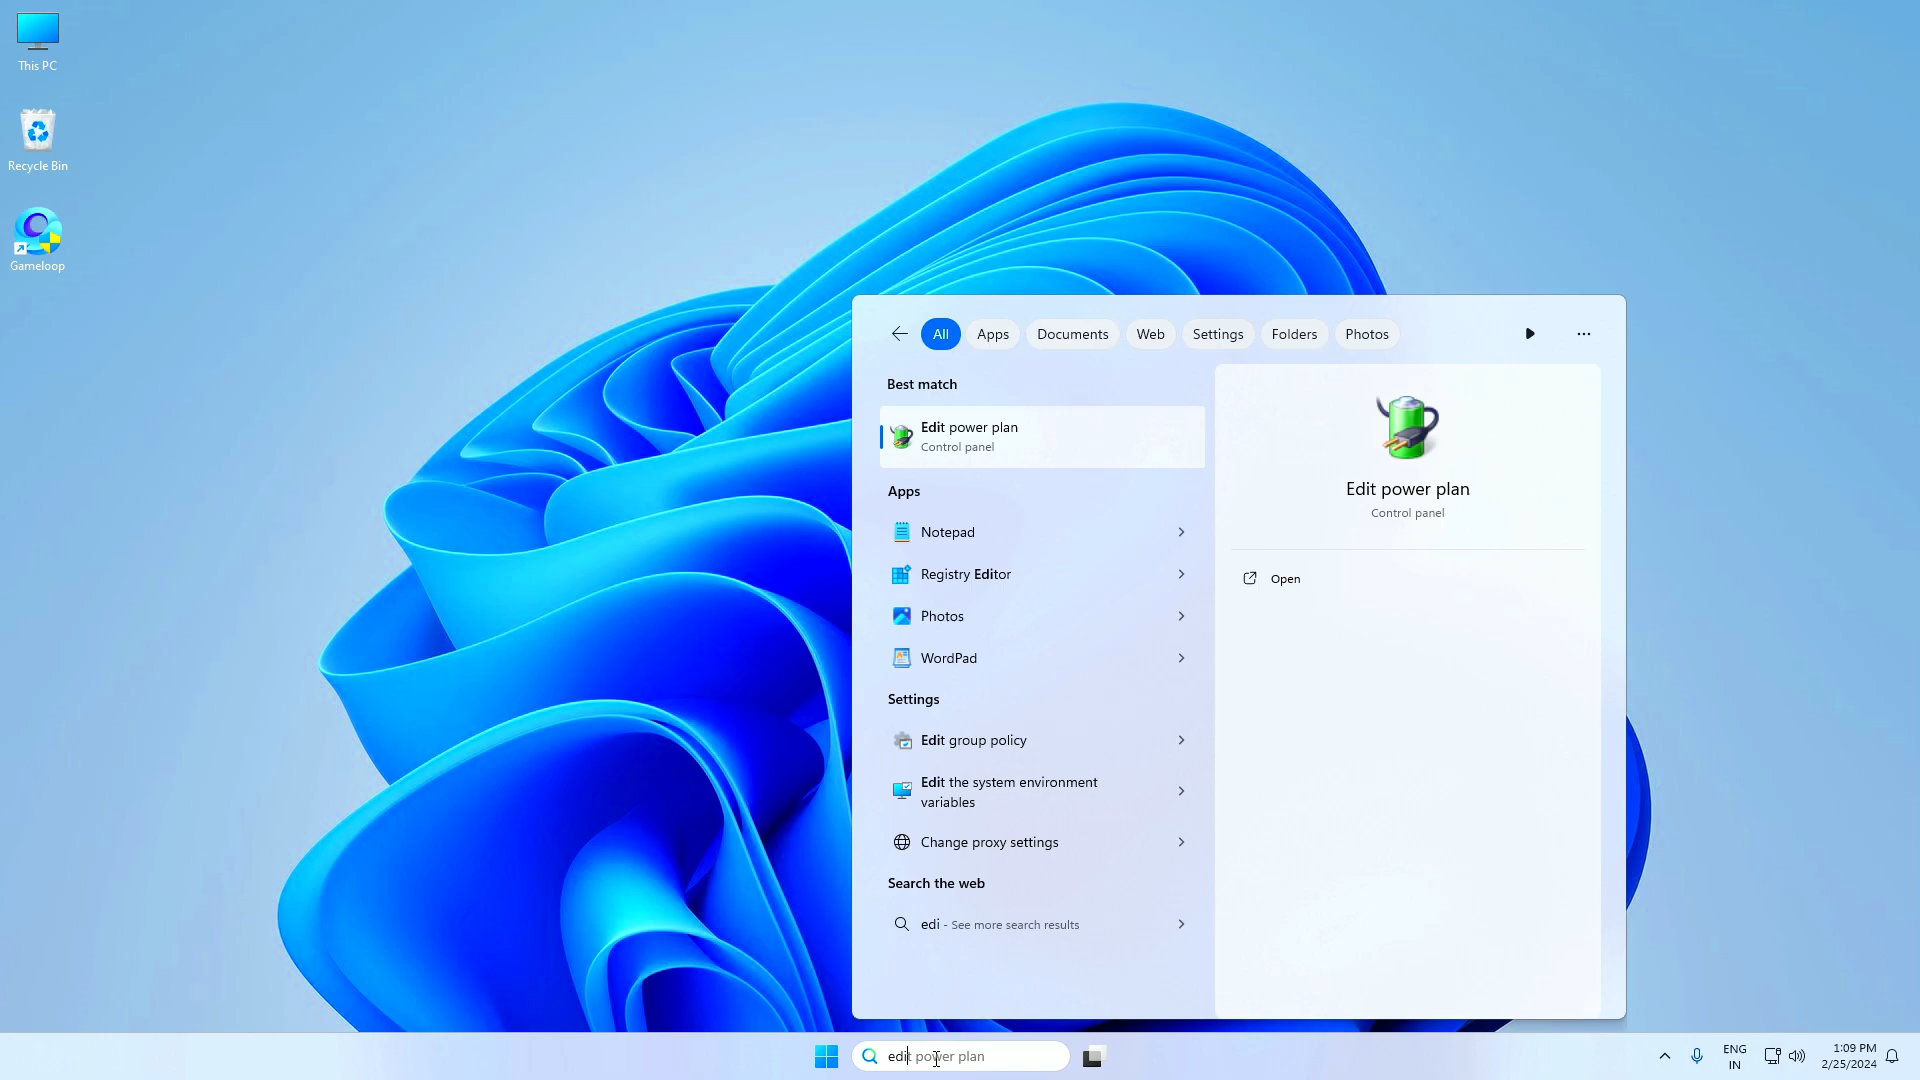 This PC
Recycle Bin
Gameloop
All
Apps
Documents
Web
Settings
Folders
Photos
Best match
Edit power plan
Control panel
Apps
Notepad
Registry Editor
Photos
WordPad
Settings
Edit group policy
Edit the system environment
variables
Change proxy settings
Search the web
edi - See more search results
Edit power plan
Control panel
Open
edit power plan
ENG
IN
1:09 PM
2/25/2024